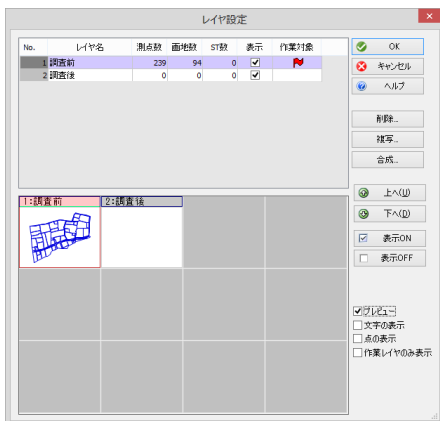 レイヤ設定
No. レイヤ名 測点数 画地数 ST数 表示 作業対象
1 調査前 239 94 0
2 調査後 0 0 0
OK
キャンセル
ヘルプ
削除...
複写...
合成...
上へ(U)
下へ(D)
表示ON
表示OFF
1:調査前 2:調査後
プレビュー
文字の表示
点の表示
作業レイヤのみ表示